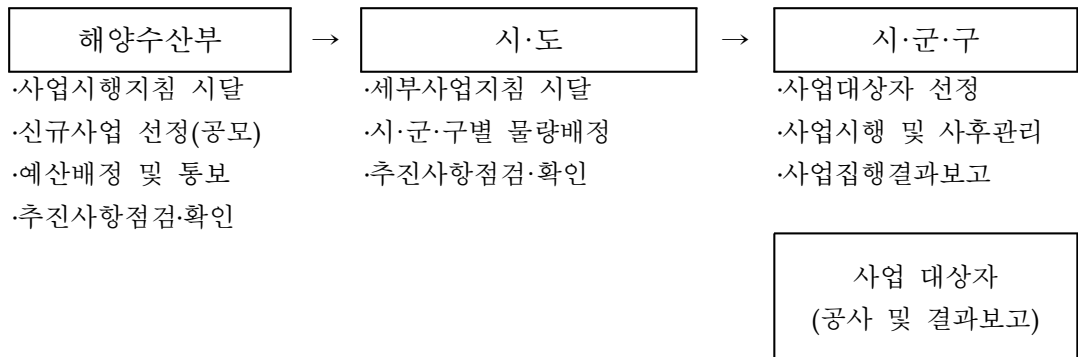 해양수산부 → 시·도 → 시·군·구
·사업시행지침 시달
·신규사업 선정(공모)
·예산배정 및 통보
·추진사항점검·확인
·세부사업지침 시달
·시·군·구별 물량배정
·추진사항점검·확인
·사업대상자 선정
·사업시행 및 사후관리
·사업집행결과보고
사업 대상자
(공사 및 결과보고)